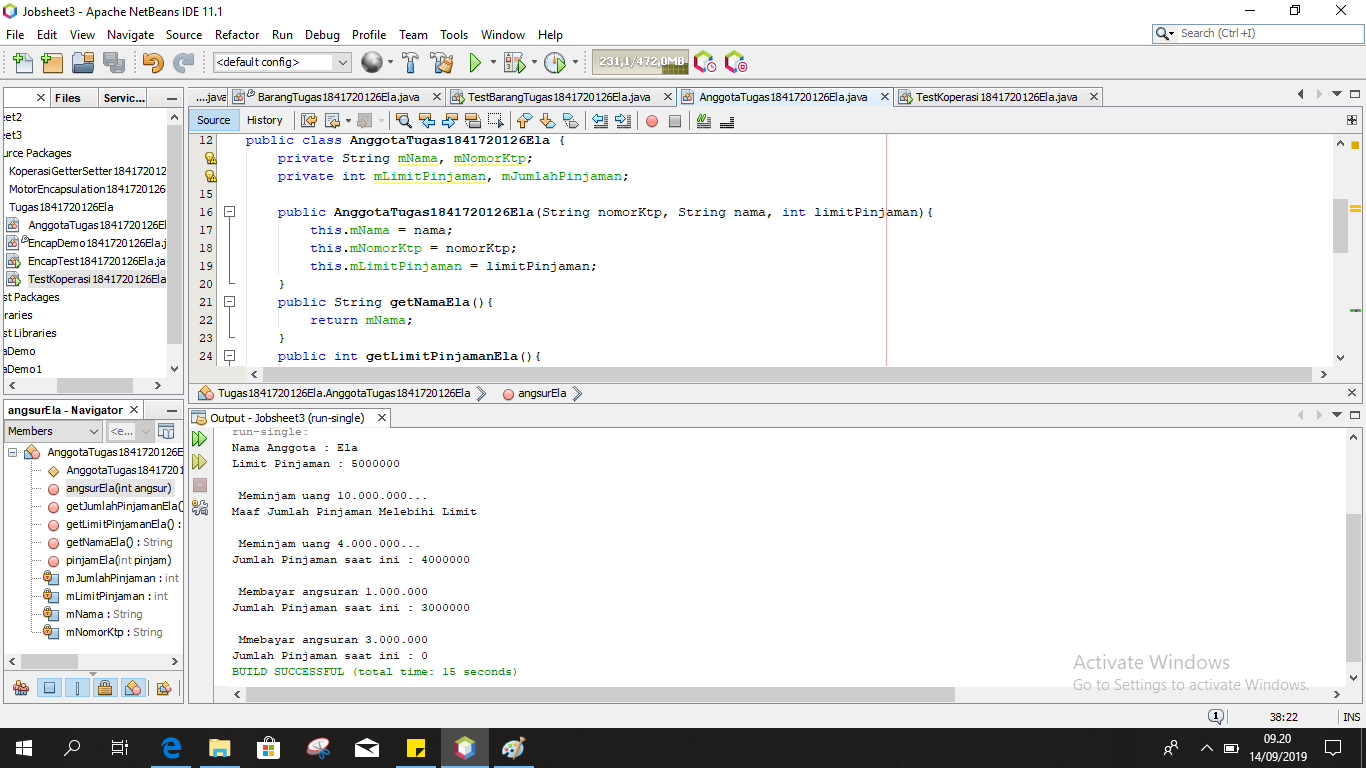 Jobsheet3 - Apache NetBeans IDE 11.1
File Edit View Navigate Source Refactor Run Debug Profile Team Tools Window Help
Search (Ctrl+I)
<default config>
231,1/472,0MB
Files Servic...
....java BarangTugas1841720126Ela.java TestBarangTugas1841720126Ela.java AnggotaTugas1841720126Ela.java TestKoperasi1841720126Ela.java
Source History
eet2
eet3
urce Packages
KoperasiGetterSetter184172012
MotorEncapsulation1841720126
Tugas1841720126Ela
AnggotaTugas1841720126El
EncapDemo1841720126Ela.j
EncapTest1841720126Ela.ja
TestKoperasi1841720126Ela
st Packages
raries
st Libraries
aDemo
aDemo1
12 public class AnggotaTugas1841720126Ela {
private String mNama, mNomorKtp;
private int mLimitPinjaman, mJumlahPinjaman;
15
16 public AnggotaTugas1841720126Ela(String nomorKtp, String nama, int limitPinjaman){
17 this.mNama = nama;
18 this.mNomorKtp = nomorKtp;
19 this.mLimitPinjaman = limitPinjaman;
20 }
21 public String getNamaEla(){
22 return mNama;
23 }
24 public int getLimitPinjamanEla(){
Tugas1841720126Ela.AnggotaTugas1841720126Ela angsurEla
angsurEla - Navigator
Members <e...
AnggotaTugas1841720126E
AnggotaTugas18417201
angsurEla(int angsur)
getJumlahPinjamanEla(
getLimitPinjamanEla() :
getNamaEla() : String
pinjamEla(int pinjam)
mJumlahPinjaman : int
mLimitPinjaman : int
mNama : String
mNomorKtp : String
Output - Jobsheet3 (run-single)
run-single:
Nama Anggota : Ela
Limit Pinjaman : 5000000
Meminjam uang 10.000.000...
Maaf Jumlah Pinjaman Melebihi Limit
Meminjam uang 4.000.000...
Jumlah Pinjaman saat ini : 4000000
Membayar angsuran 1.000.000
Jumlah Pinjaman saat ini : 3000000
Mmebayar angsuran 3.000.000
Jumlah Pinjaman saat ini : 0
BUILD SUCCESSFUL (total time: 15 seconds)
Activate Windows
Go to Settings to activate Windows.
1 38:22 INS
09.20
14/09/2019